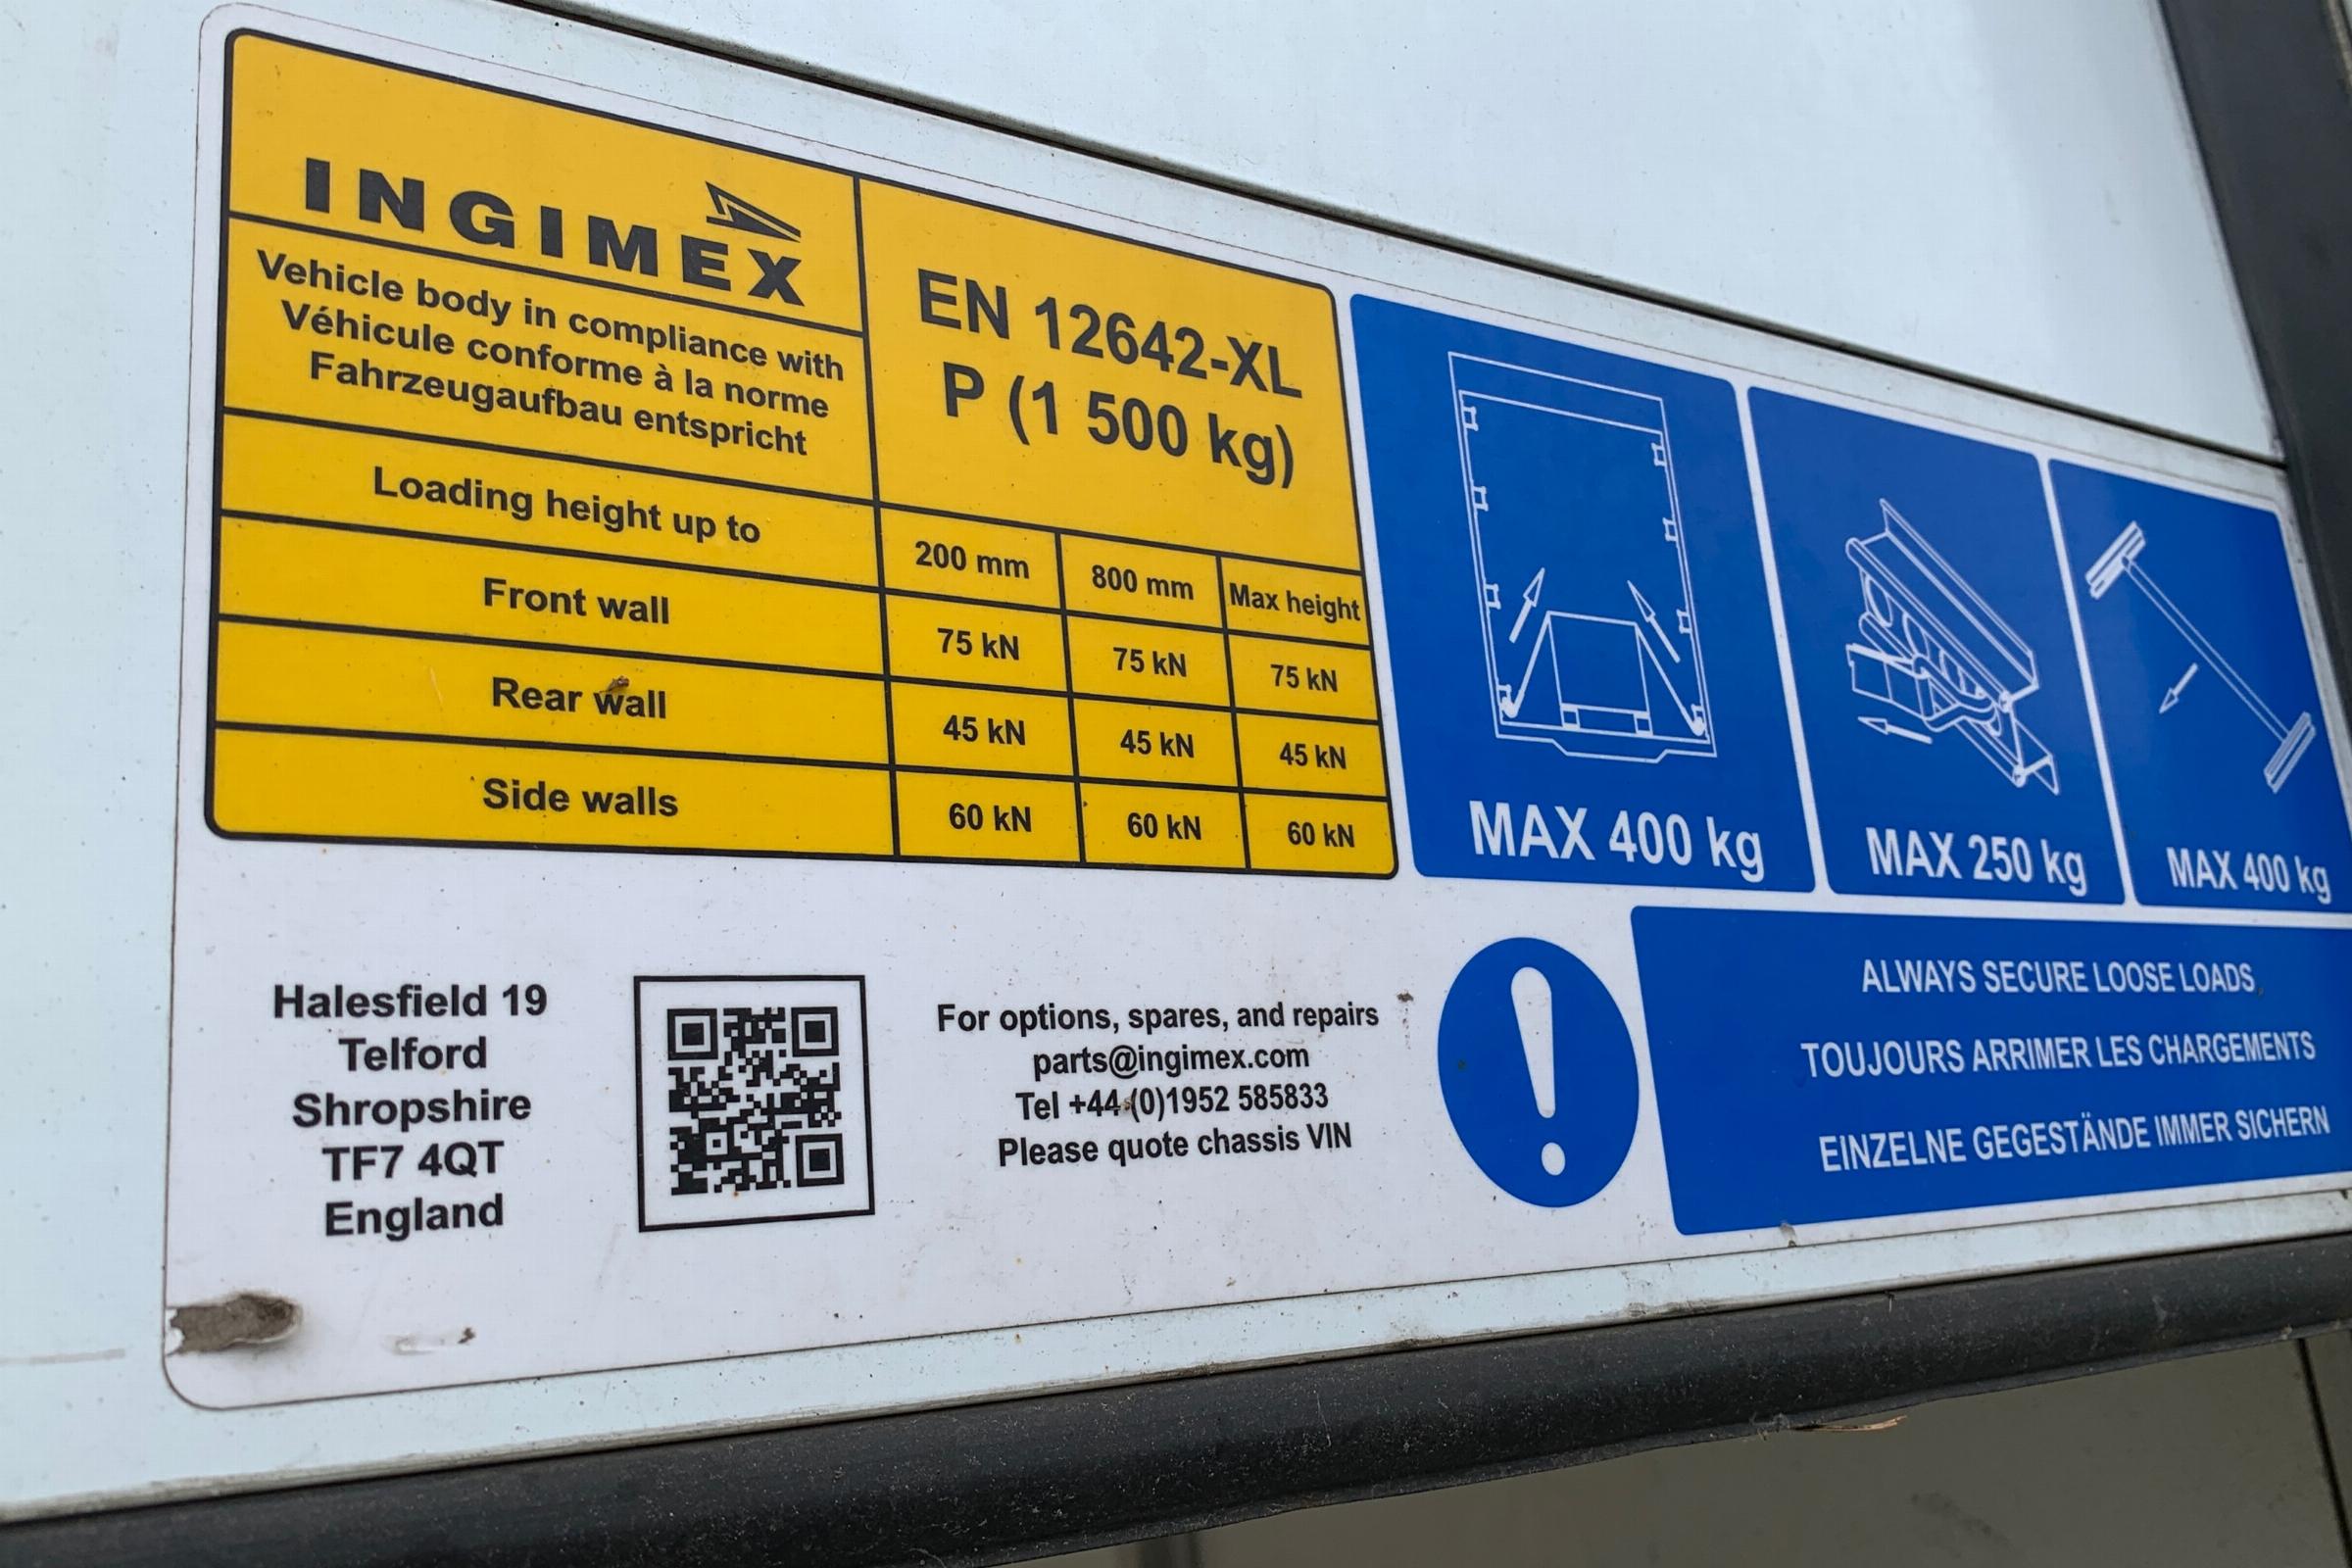 INGIMEX
Vehicle body in compliance with
Véhicule conforme à la norme
Fahrzeugaufbau entspricht
EN 12642-XL
P (1 500 kg)
Loading height up to 200 mm 800 mm Max height
Front wall 75 kN 75 kN 75 kN
Rear wall 45 kN 45 kN 45 kN
Side walls 60 kN 60 kN 60 kN
MAX 400 kg
MAX 250 kg
MAX 400 kg
Halesfield 19
Telford
Shropshire
TF7 4QT
England
For options, spares, and repairs
parts@ingimex.com
Tel +44 (0)1952 585833
Please quote chassis VIN
ALWAYS SECURE LOOSE LOADS
TOUJOURS ARRIMER LES CHARGEMENTS
EINZELNE GEGESTÄNDE IMMER SICHERN